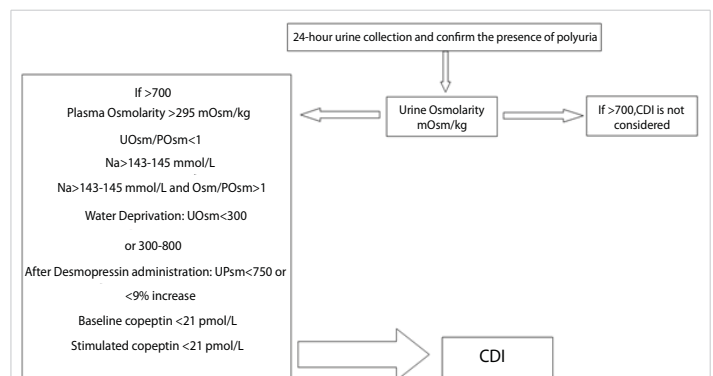 24-hour urine collection and confirm the presence of polyuria
If >700
Plasma Osmolarity >295 mOsm/kg
UOsm/POsm<1
Na>143-145 mmol/L
Na>143-145 mmol/L and Osm/POsm>1
Water Deprivation: UOsm<300
or 300-800
After Desmopressin administration: UPsm<750 or
<9% increase
Baseline copeptin <21 pmol/L
Stimulated copeptin <21 pmol/L
Urine Osmolarity
mOsm/kg
If >700,CDI is not
considered
CDI